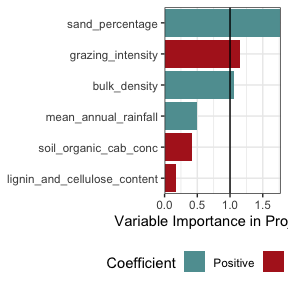 sand_percentage
grazing_intensity
bulk_density
mean_annual_rainfall
soil_organic_cab_conc
lignin_and_cellulose_content
0.0 0.5 1.0 1.5
Variable Importance in Proj
Coefficient Positive